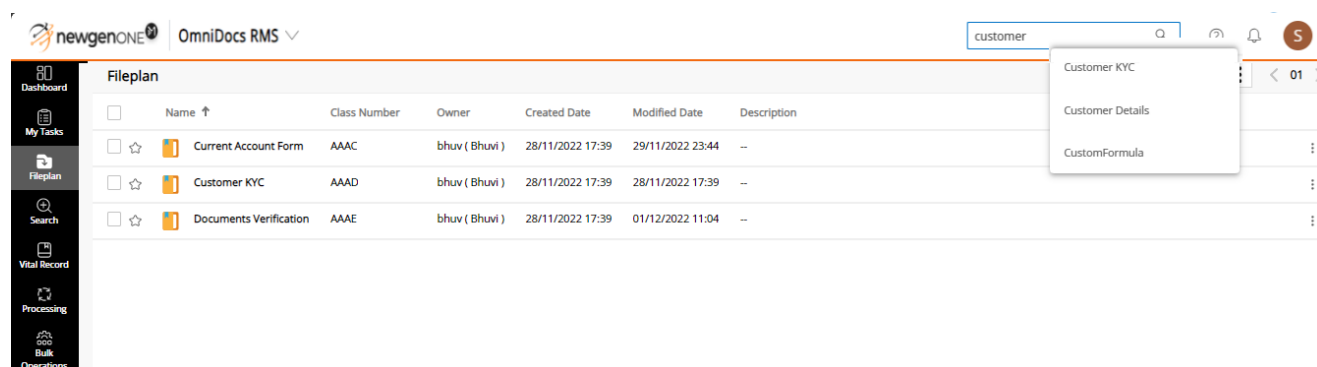 newgenONE OmniDocs RMS customer S
Dashboard
My Tasks
Fileplan
Search
Vital Record
Processing
Bulk
Operations
Fileplan 01
Name ↑ Class Number Owner Created Date Modified Date Description
Current Account Form AAAC bhuv ( Bhuvi ) 28/11/2022 17:39 29/11/2022 23:44 --
Customer KYC AAAD bhuv ( Bhuvi ) 28/11/2022 17:39 28/11/2022 17:39 --
Documents Verification AAAE bhuv ( Bhuvi ) 28/11/2022 17:39 01/12/2022 11:04 --
Customer KYC
Customer Details
CustomFormula